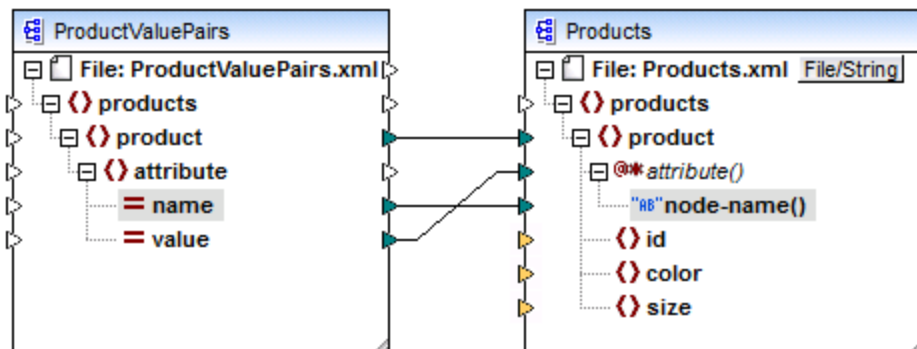 ProductValuePairs
File: ProductValuePairs.xml
products
product
attribute
name
value
Products
File: Products.xml File/String
products
product
attribute()
"AB" node-name()
id
color
size